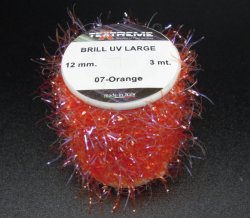 TEXTREME
BRILL UV LARGE
12 mm. 3 mt.
07-Orange
made in Italy